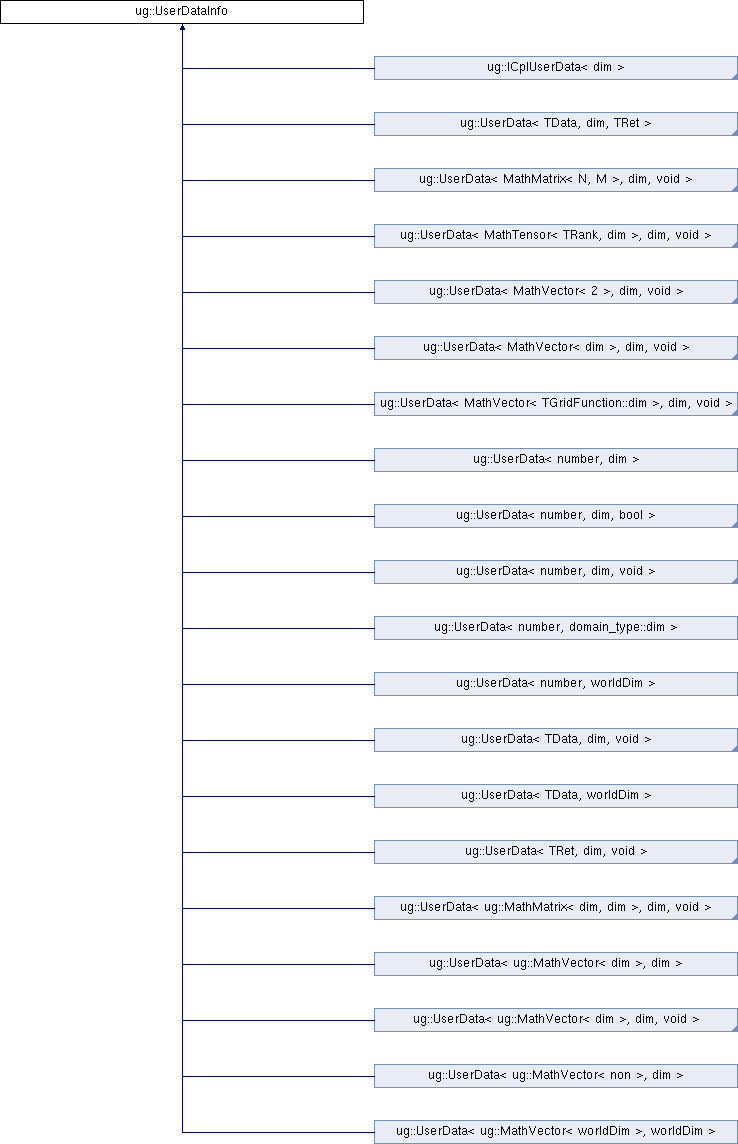 ug::UserDataInfo
ug::ICplUserData< dim >
ug::UserData< TData, dim, TRet >
ug::UserData< MathMatrix< N, M >, dim, void >
ug::UserData< MathTensor< TRank, dim >, dim, void >
ug::UserData< MathVector< 2 >, dim, void >
ug::UserData< MathVector< dim >, dim, void >
ug::UserData< MathVector< TGridFunction::dim >, dim, void >
ug::UserData< number, dim >
ug::UserData< number, dim, bool >
ug::UserData< number, dim, void >
ug::UserData< number, domain_type::dim >
ug::UserData< number, worldDim >
ug::UserData< TData, dim, void >
ug::UserData< TData, worldDim >
ug::UserData< TRet, dim, void >
ug::UserData< ug::MathMatrix< dim, dim >, dim, void >
ug::UserData< ug::MathVector< dim >, dim >
ug::UserData< ug::MathVector< dim >, dim, void >
ug::UserData< ug::MathVector< non >, dim >
ug::UserData< ug::MathVector< worldDim >, worldDim >